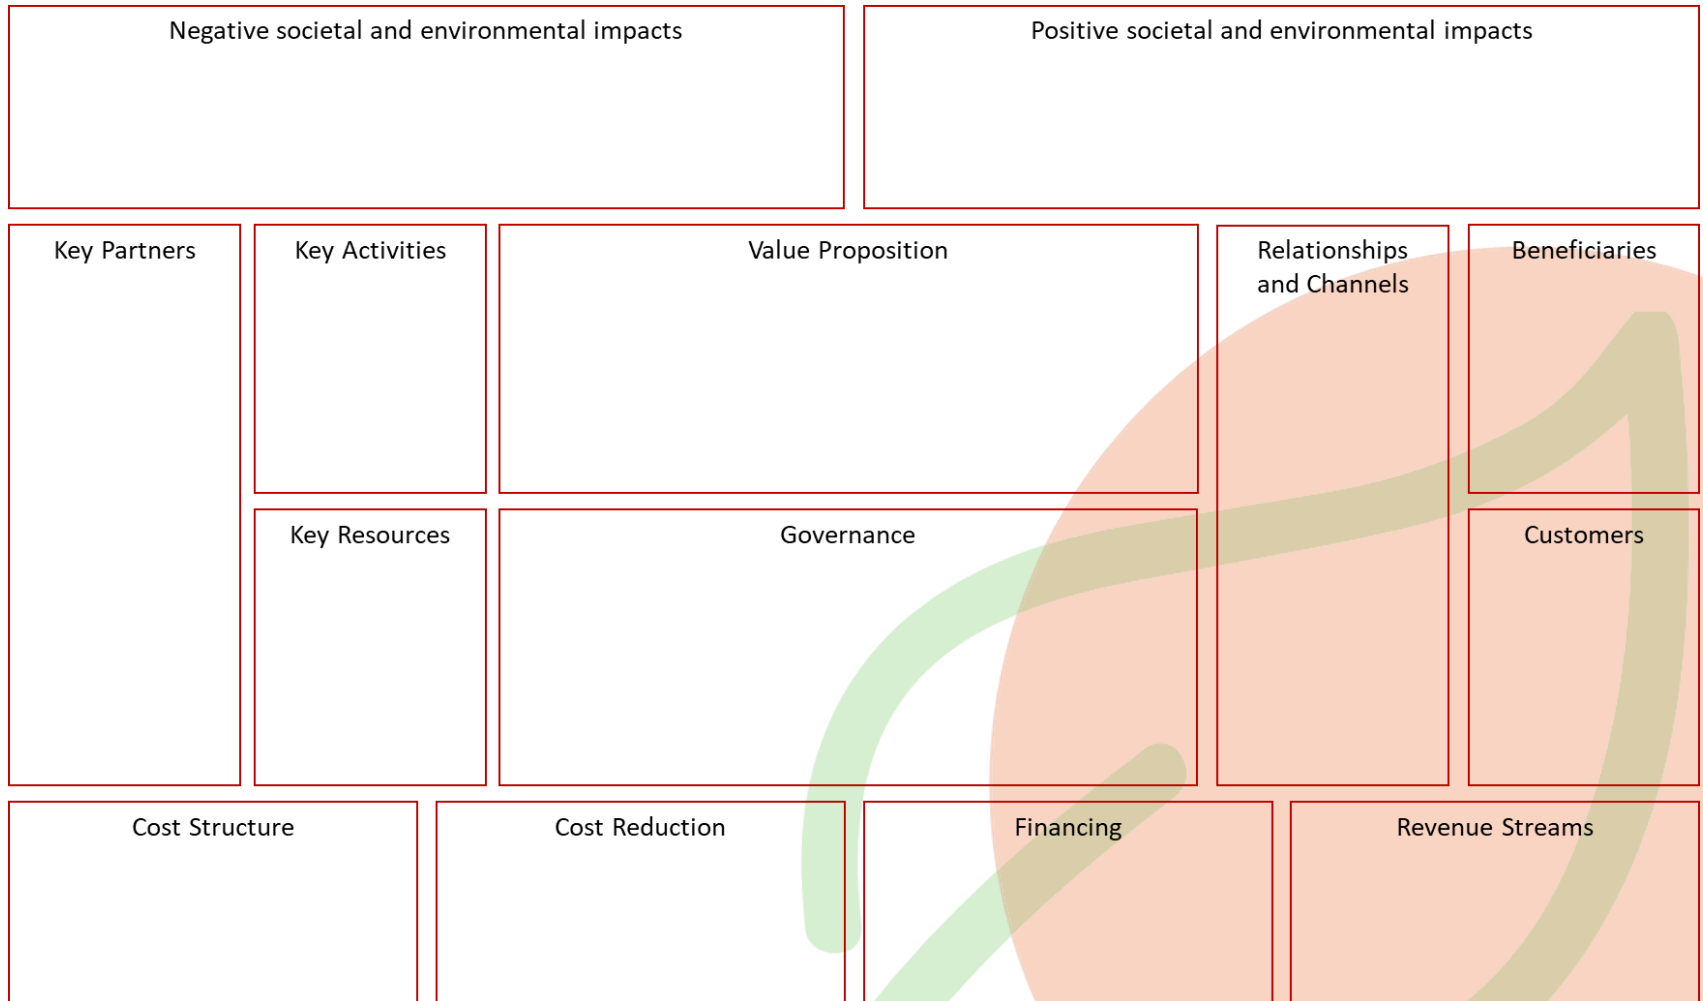 Negative societal and environmental impacts
Positive societal and environmental impacts
Key Partners
Key Activities
Value Proposition
Relationships
and Channels
Beneficiaries
Key Resources
Governance
Customers
Cost Structure
Cost Reduction
Financing
Revenue Streams